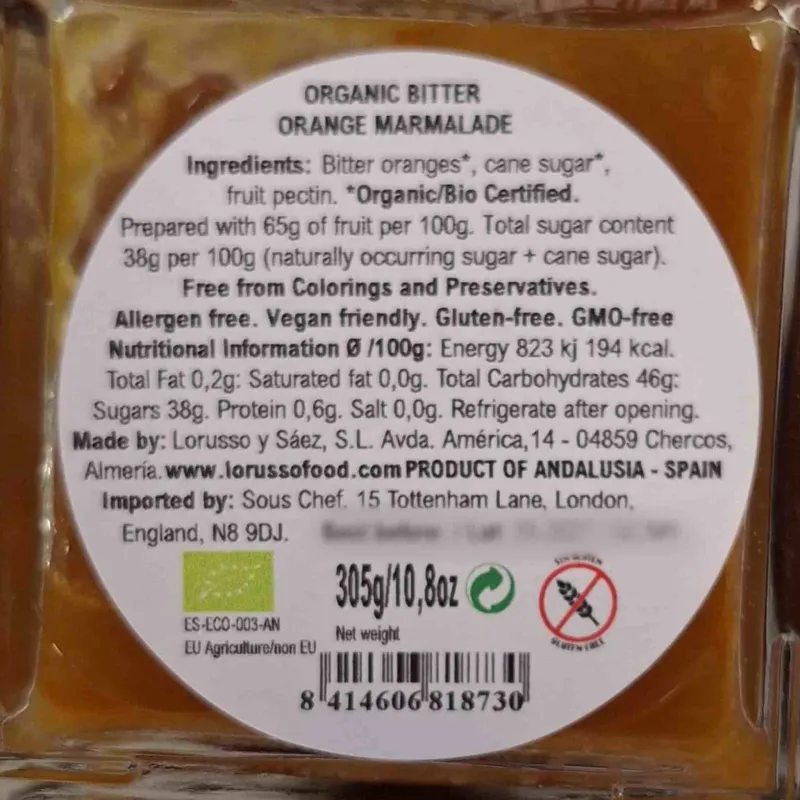 ORGANIC BITTER
ORANGE MARMALADE
Ingredients: Bitter oranges*, cane sugar*,
fruit pectin. *Organic/Bio Certified.
Prepared with 65g of fruit per 100g. Total sugar content
38g per 100g (naturally occurring sugar + cane sugar).
Free from Colorings and Preservatives.
Allergen free. Vegan friendly. Gluten-free. GMO-free
Nutritional Information Ø /100g: Energy 823 kj 194 kcal.
Total Fat 0,2g: Saturated fat 0,0g. Total Carbohydrates 46g:
Sugars 38g. Protein 0,6g. Salt 0,0g. Refrigerate after opening.
Made by: Lorusso y Sáez, S.L. Avda. América,14 - 04859 Chercos,
Almería. www.lorussofood.com PRODUCT OF ANDALUSIA - SPAIN
Imported by: Sous Chef. 15 Tottenham Lane, London,
England, N8 9DJ.
305g/10,8oz
Net weight
SIN GLUTEN
GLUTEN-FREE
ES-ECO-003-AN
EU Agriculture/non EU
8 414606 818730